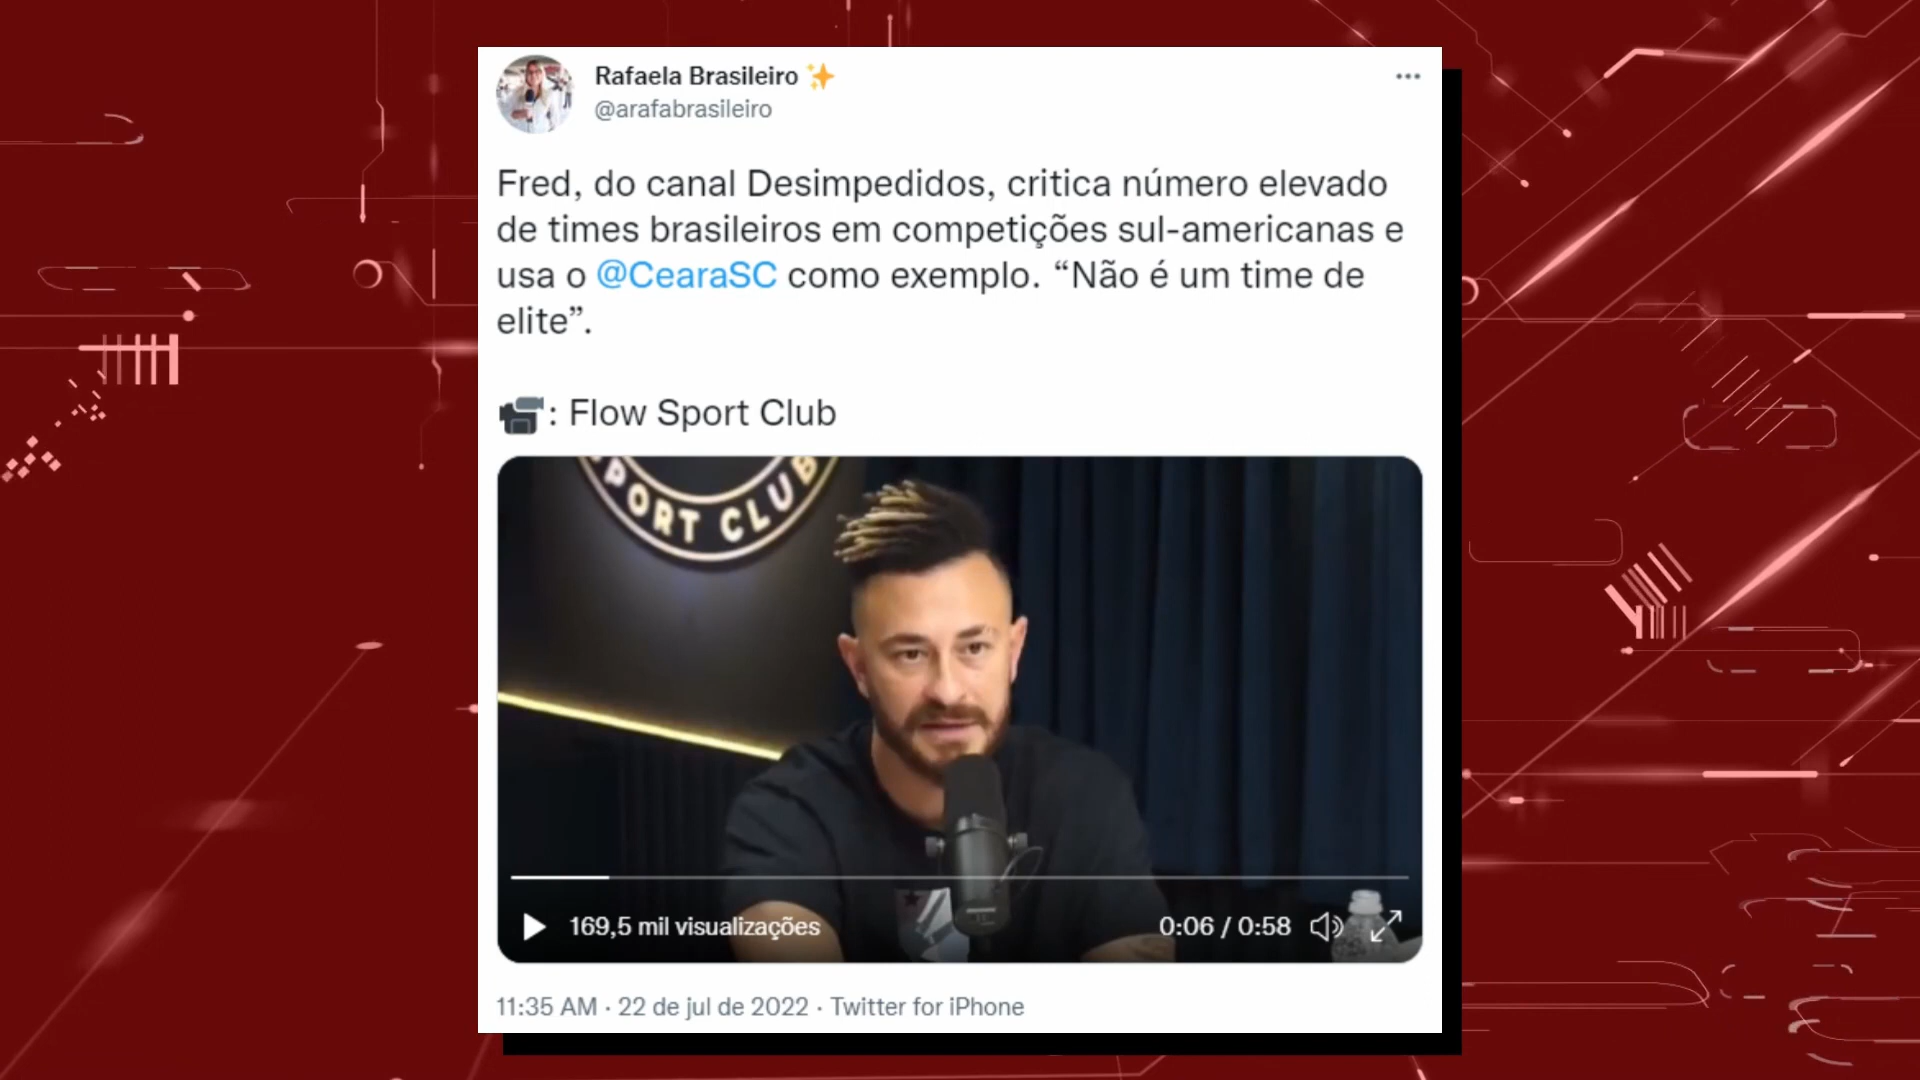 Rafaela Brasileiro ✨
@arafabrasileiro
Fred, do canal Desimpedidos, critica número elevado
de times brasileiros em competições sul-americanas e
usa o @CearaSC como exemplo. “Não é um time de
elite”.
: Flow Sport Club
SPORT CLUB
169,5 mil visualizações
0:06 / 0:58
11:35 AM · 22 de jul de 2022 · Twitter for iPhone